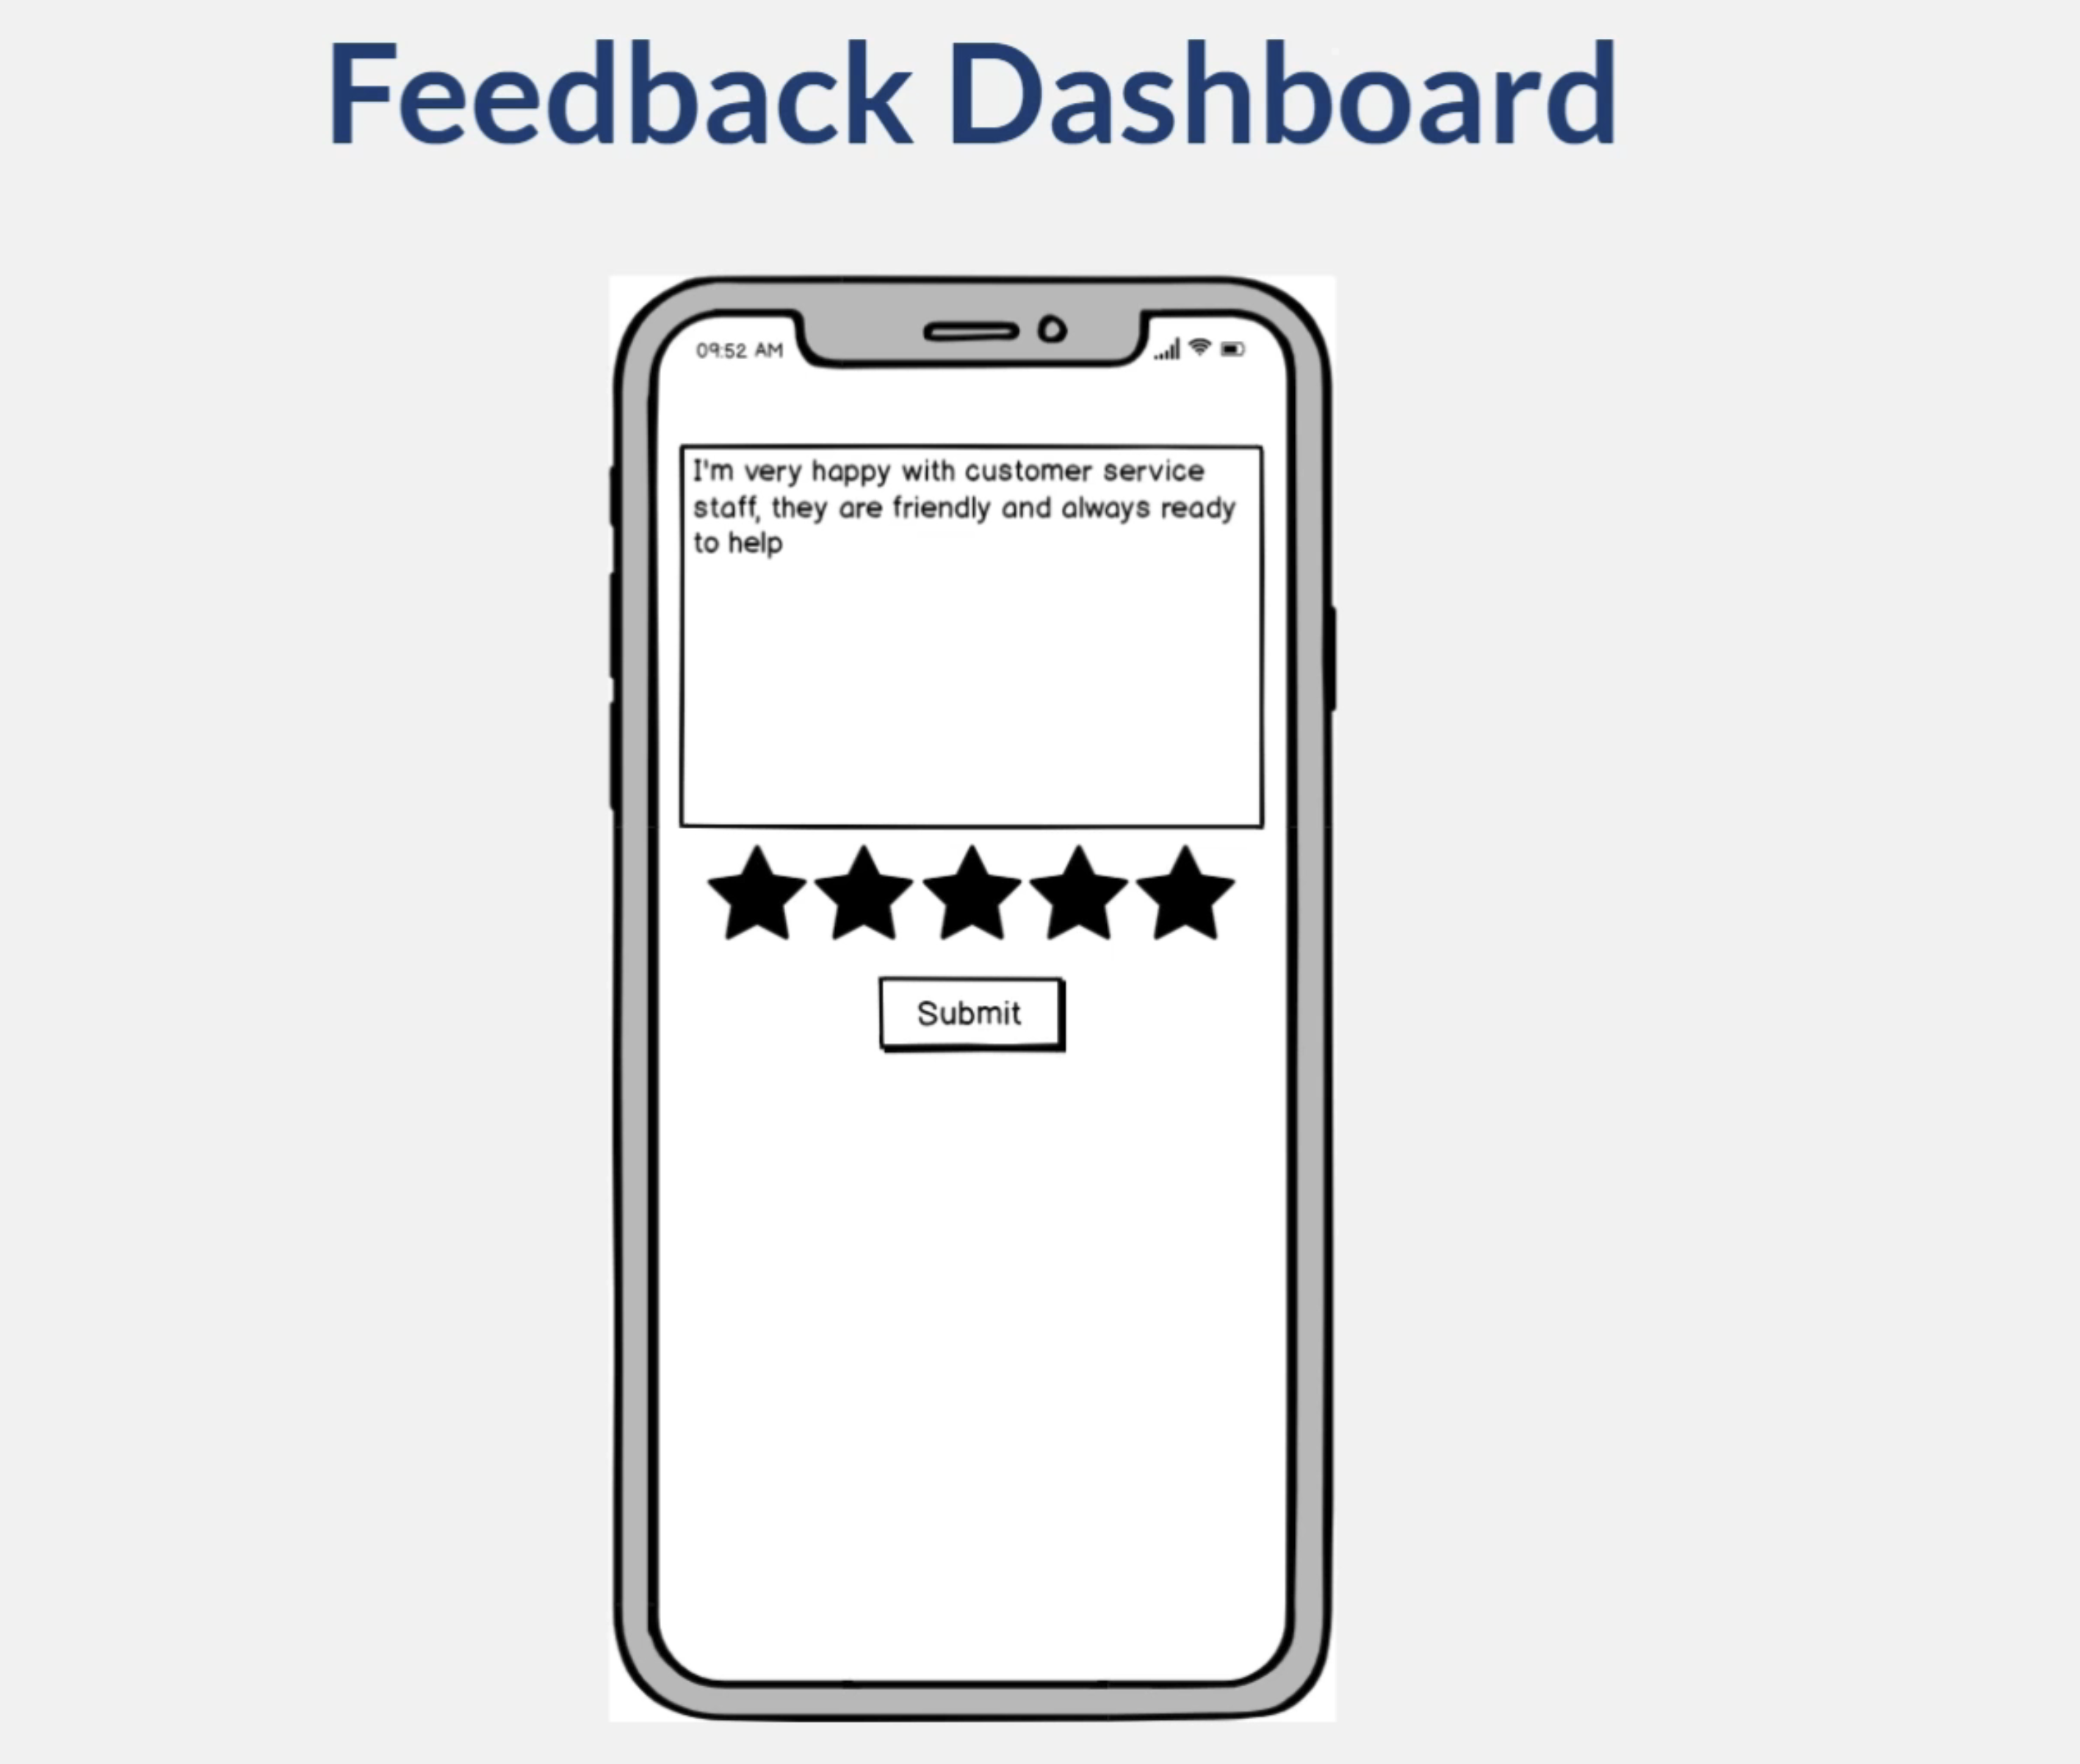 Feedback Dashboard
09:52 AM
I'm very happy with customer service
staff, they are friendly and always ready
to help
Submit